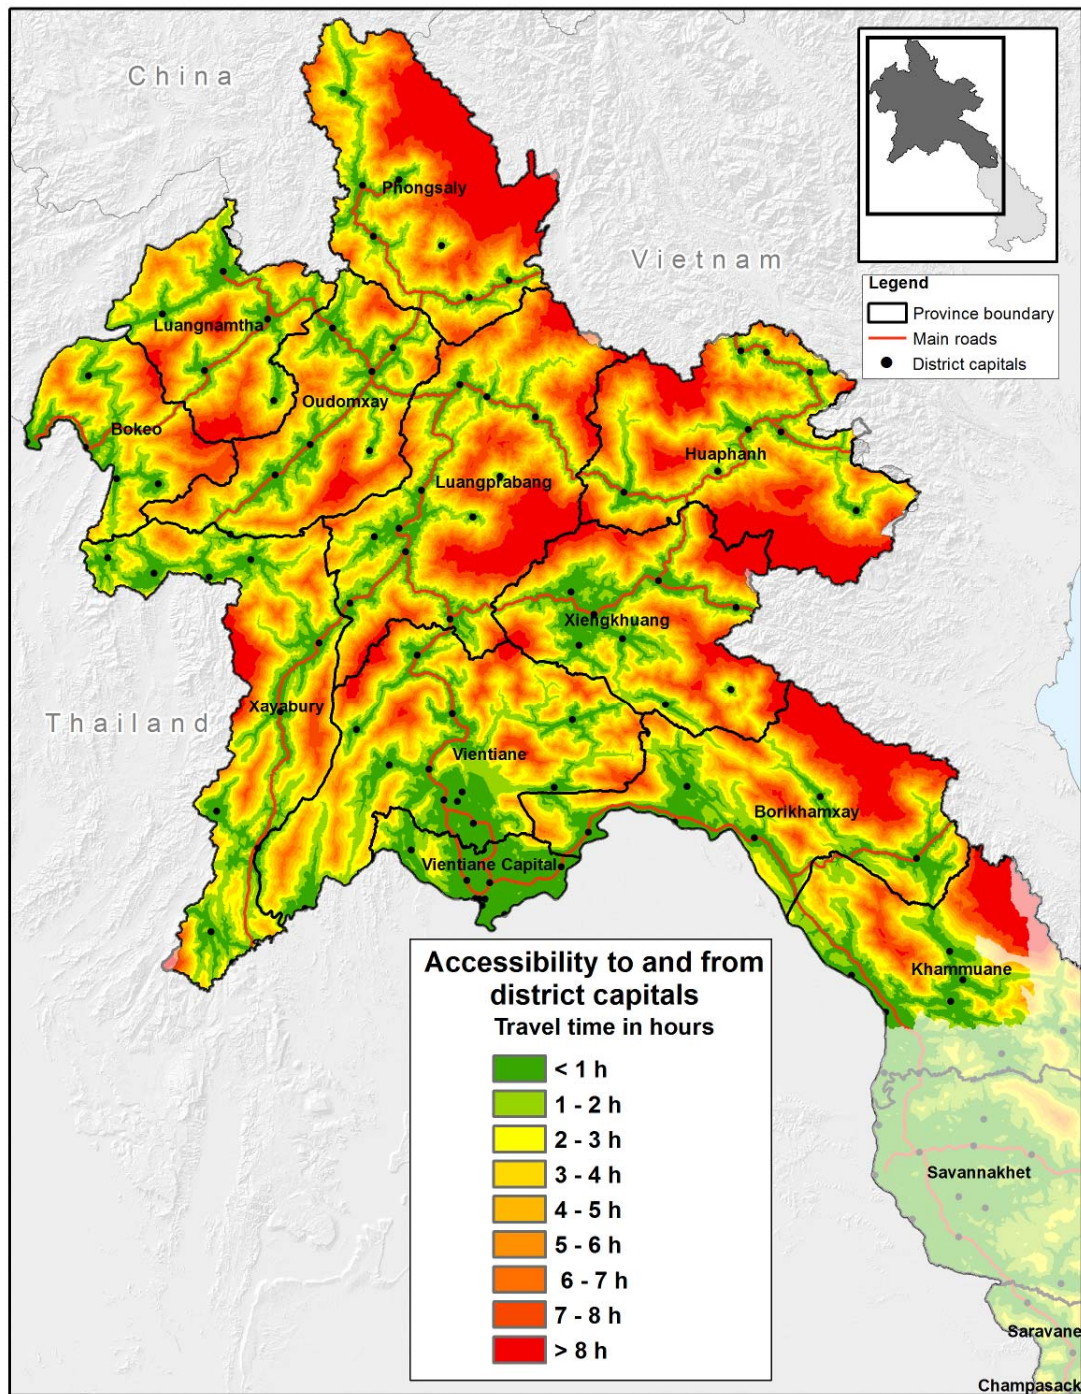 China
Phongsaly
Vietnam
Legend
Province boundary
Main roads
District capitals
Luangnamtha
Oudomxay
Bokeo
Huaphanh
Luangprabang
Xiengkhuang
Xayabury
Thailand
Vientiane
Borikhamxay
Vientiane Capital
Khammuane
Accessibility to and from
district capitals
Travel time in hours
< 1 h
1 - 2 h
2 - 3 h
3 - 4 h
4 - 5 h
5 - 6 h
6 - 7 h
7 - 8 h
> 8 h
Savannakhet
Saravane
Champasack